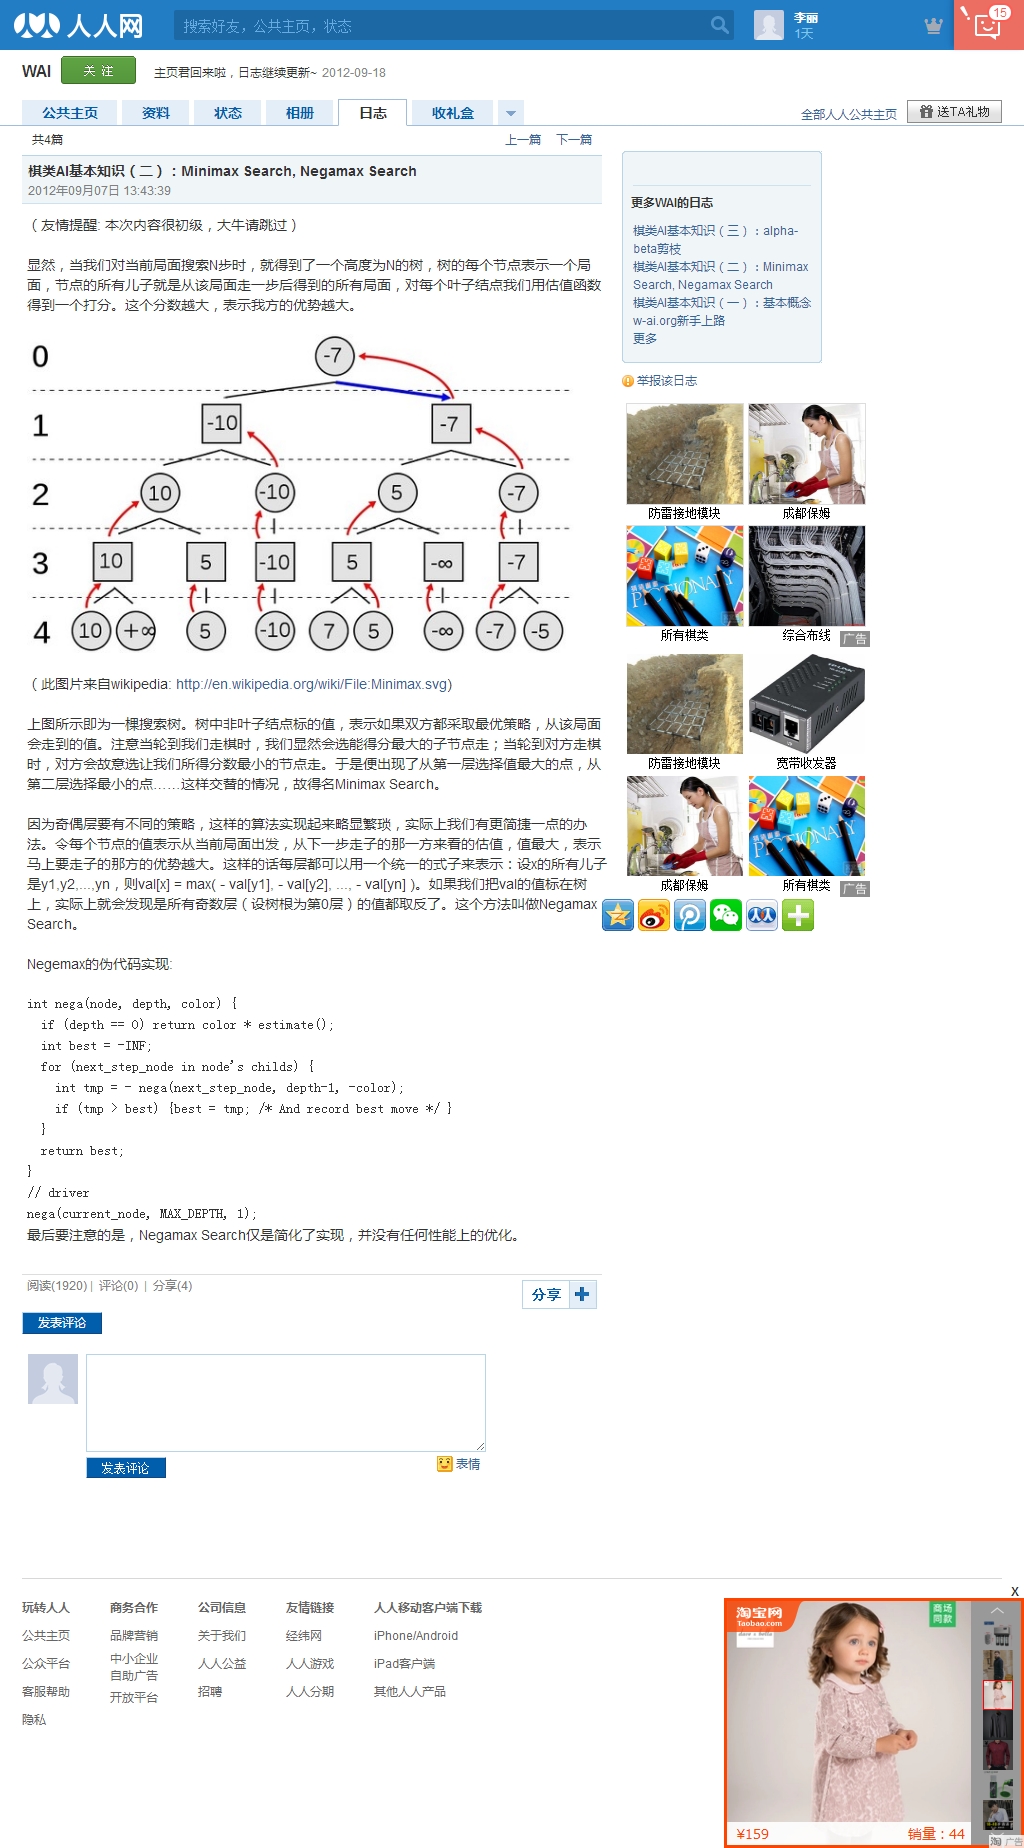 人人网
搜索好友，公共主页，状态
李丽
1天
15
WAI
关 注
主页君回来啦，日志继续更新~ 2012-09-18
公共主页
资料
状态
相册
日志
收礼盒
全部人人公共主页
送TA礼物
共4篇
上一篇
下一篇
棋类AI基本知识（二）：Minimax Search, Negamax Search
2012年09月07日 13:43:39
（友情提醒: 本次内容很初级，大牛请跳过）
显然，当我们对当前局面搜索N步时，就得到了一个高度为N的树，树的每个节点表示一个局
面，节点的所有儿子就是从该局面走一步后得到的所有局面，对每个叶子结点我们用估值函数
得到一个打分。这个分数越大，表示我方的优势越大。
0 -7
1 -10 -7
2 10 -10 5 -7
3 10 5 -10 5 -∞ -7
4 10 +∞ 5 -10 7 5 -∞ -7 -5
（此图片来自wikipedia: http://en.wikipedia.org/wiki/File:Minimax.svg)
上图所示即为一棵搜索树。树中非叶子结点标的值，表示如果双方都采取最优策略，从该局面
会走到的值。注意当轮到我们走棋时，我们显然会选能得分最大的子节点走；当轮到对方走棋
时，对方会故意选让我们所得分数最小的节点走。于是便出现了从第一层选择值最大的点，从
第二层选择最小的点……这样交替的情况，故得名Minimax Search。
因为奇偶层要有不同的策略，这样的算法实现起来略显繁琐，实际上我们有更简捷一点的办
法。令每个节点的值表示从当前局面出发，从下一步走子的那一方来看的估值，值最大，表示
马上要走子的那方的优势越大。这样的话每层都可以用一个统一的式子来表示：设x的所有儿子
是y1,y2,...,yn，则val[x] = max( - val[y1], - val[y2], ..., - val[yn] )。如果我们把val的值标在树
上，实际上就会发现是所有奇数层（设树根为第0层）的值都取反了。这个方法叫做Negamax
Search。
Negemax的伪代码实现:
int nega(node, depth, color) {
if (depth == 0) return color * estimate();
int best = -INF;
for (next_step_node in node's childs) {
int tmp = - nega(next_step_node, depth-1, -color);
if (tmp > best) {best = tmp; /* And record best move */ }
}
return best;
}
// driver
nega(current_node, MAX_DEPTH, 1);
最后要注意的是，Negamax Search仅是简化了实现，并没有任何性能上的优化。
阅读(1920) | 评论(0) | 分享(4)
分享
发表评论
发表评论
表情
更多WAI的日志
棋类AI基本知识（三）：alpha-
beta剪枝
棋类AI基本知识（二）：Minimax
Search, Negamax Search
棋类AI基本知识（一）：基本概念
w-ai.org新手上路
更多
举报该日志
防雷接地模块
成都保姆
PICTIONARY
所有棋类
综合布线
广告
防雷接地模块
TP-LINK
宽带收发器
PICTIONARY
成都保姆
所有棋类
广告
玩转人人
公共主页
公众平台
客服帮助
隐私
商务合作
品牌营销
中小企业
自助广告
开放平台
公司信息
关于我们
人人公益
招聘
友情链接
经纬网
人人游戏
人人分期
人人移动客户端下载
iPhone/Android
iPad客户端
其他人人产品
X
淘宝网
Taobao.com
商场
同款
¥159
销量：44
淘 广告